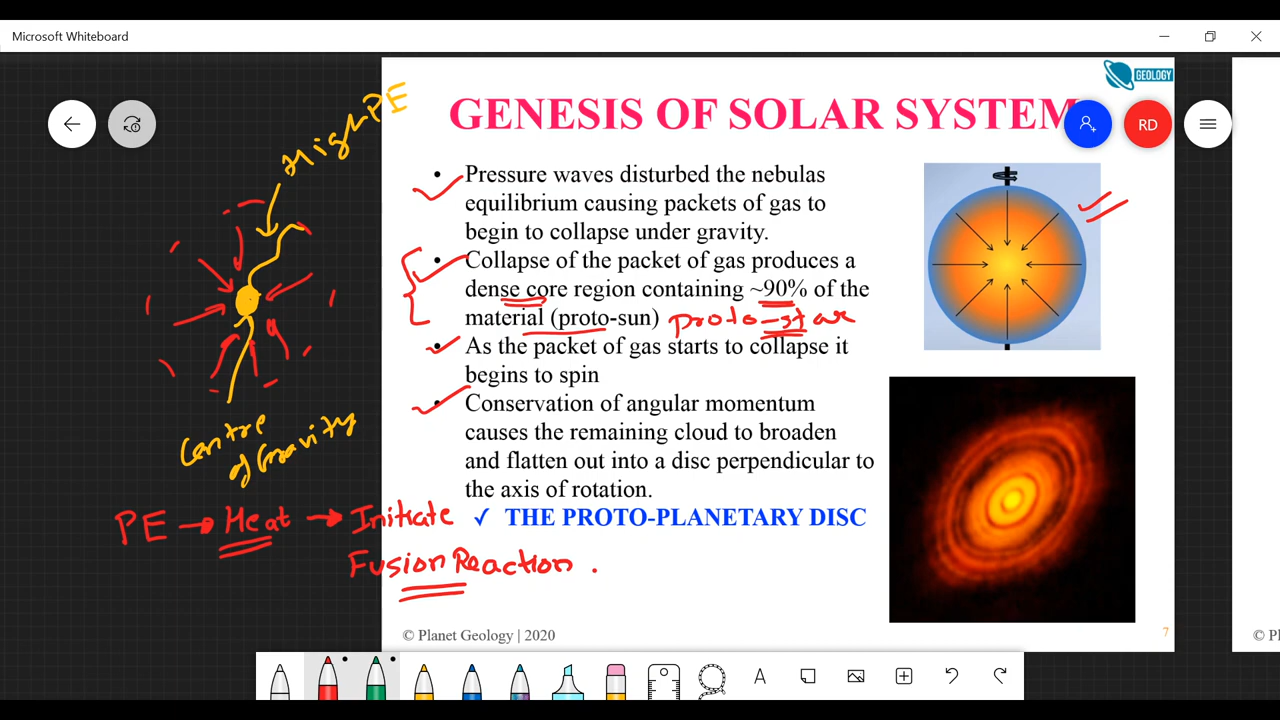 Microsoft Whiteboard
GEOLOGY
GENESIS OF SOLAR SYSTEM
RD
High PE
• Pressure waves disturbed the nebulas
equilibrium causing packets of gas to
begin to collapse under gravity.
• Collapse of the packet of gas produces a
dense core region containing ~90% of the
material (proto-sun) proto-star
• As the packet of gas starts to collapse it
begins to spin
• Conservation of angular momentum
causes the remaining cloud to broaden
and flatten out into a disc perpendicular to
the axis of rotation.
✓ THE PROTO-PLANETARY DISC
Centre
of Gravity
PE → Heat → Initiate
Fusion Reaction.
© Planet Geology | 2020
7
© Pl
A